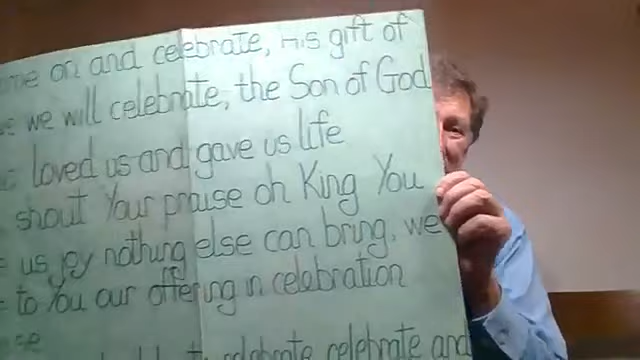 me on and celebrate, His gift of
we will celebrate, the Son of God
loved us and gave us life
shout Your praise oh King You
us joy nothing else can bring, we
to You our offering in celebration
celebrate celebrate and